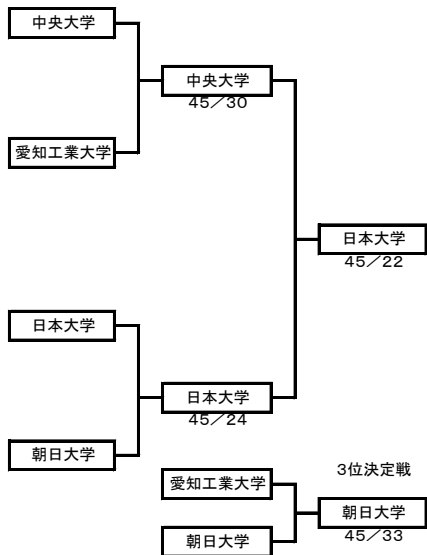 中央大学
中央大学
45／30
愛知工業大学
日本大学
45／22
日本大学
日本大学
45／24
朝日大学
3位決定戦
愛知工業大学
朝日大学
45／33
朝日大学